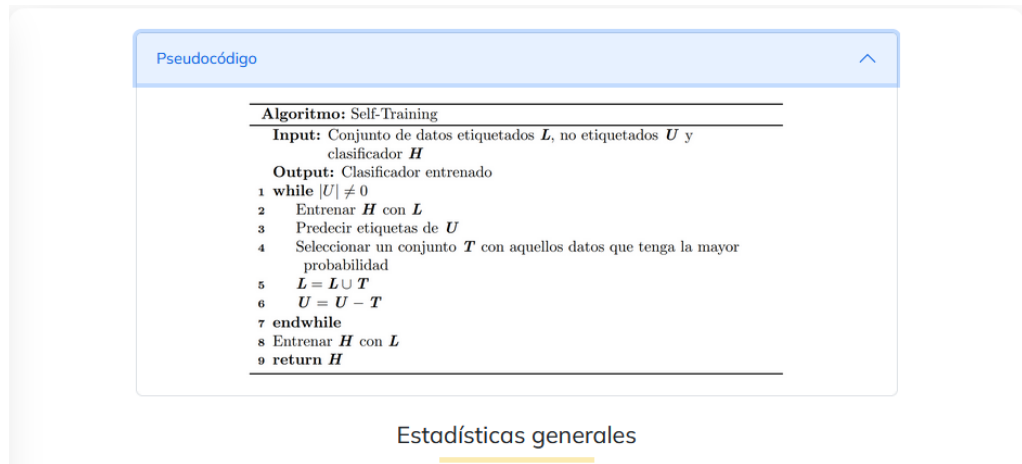 Pseudocódigo
Algoritmo: Self-Training
Input: Conjunto de datos etiquetados L, no etiquetados U y
clasificador H
Output: Clasificador entrenado
1 while |U| ≠ 0
2 Entrenar H con L
3 Predecir etiquetas de U
4 Seleccionar un conjunto T con aquellos datos que tenga la mayor
probabilidad
5 L = L ∪ T
6 U = U − T
7 endwhile
8 Entrenar H con L
9 return H
Estadísticas generales